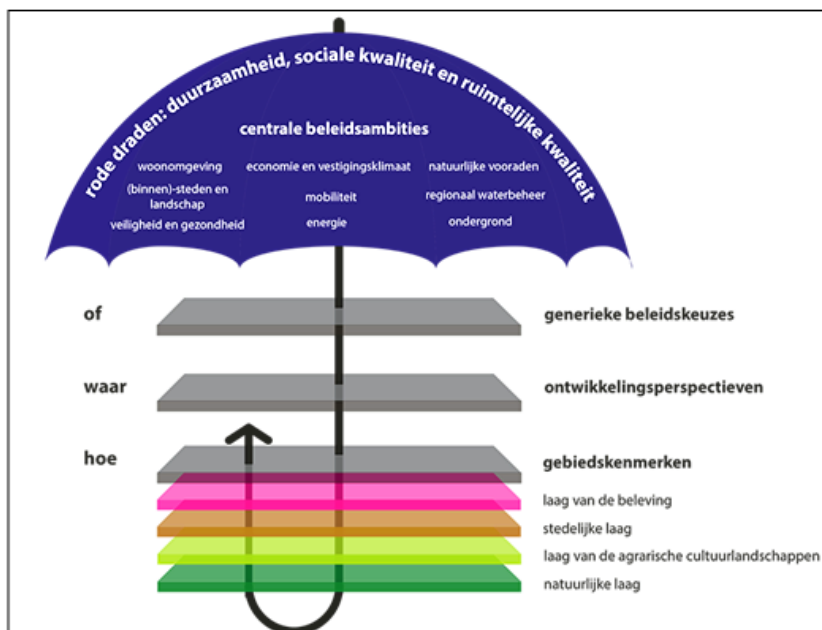 rode draden: duurzaamheid, sociale kwaliteit en ruimtelijke kwaliteit
centrale beleidsambities
woonomgeving
(binnen)-steden en
landschap
veiligheid en gezondheid
economie en vestigingsklimaat
mobiliteit
energie
natuurlijke vooraden
regionaal waterbeheer
ondergrond
of
generieke beleidskeuzes
waar
ontwikkelingsperspectieven
hoe
gebiedskenmerken
laag van de beleving
stedelijke laag
laag van de agrarische cultuurlandschappen
natuurlijke laag